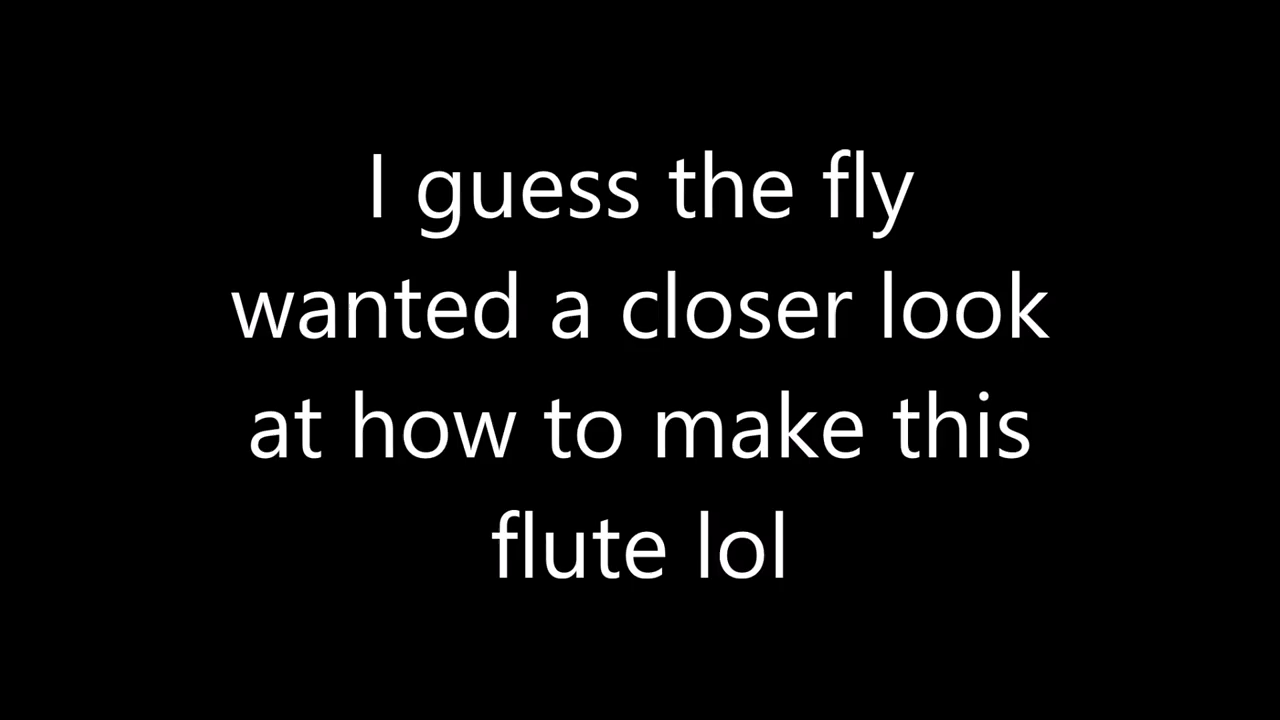 I guess the fly
wanted a closer look
at how to make this
flute lol